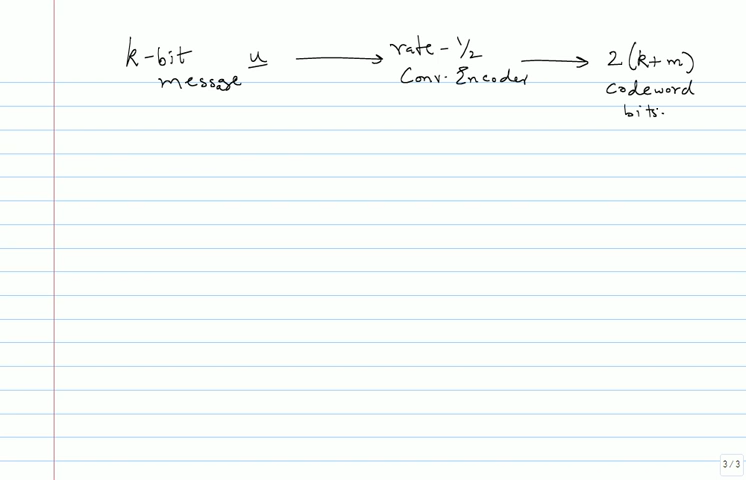 k-bit u → rate - 1/2 → 2(k+m)
message Conv. Encoder codeword
bits.
3 / 3